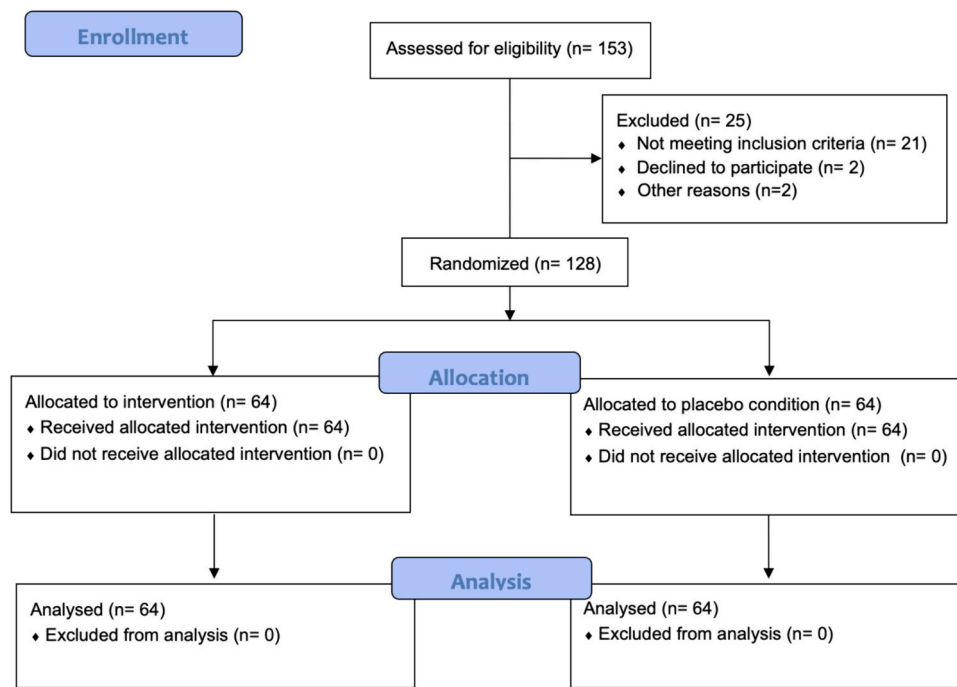 Enrollment
Assessed for eligibility (n= 153)
Excluded (n= 25)
♦ Not meeting inclusion criteria (n= 21)
♦ Declined to participate (n= 2)
♦ Other reasons (n=2)
Randomized (n= 128)
Allocation
Allocated to intervention (n= 64)
♦ Received allocated intervention (n= 64)
♦ Did not receive allocated intervention (n= 0)
Allocated to placebo condition (n= 64)
♦ Received allocated intervention (n= 64)
♦ Did not receive allocated intervention (n= 0)
Analysis
Analysed (n= 64)
♦ Excluded from analysis (n= 0)
Analysed (n= 64)
♦ Excluded from analysis (n= 0)